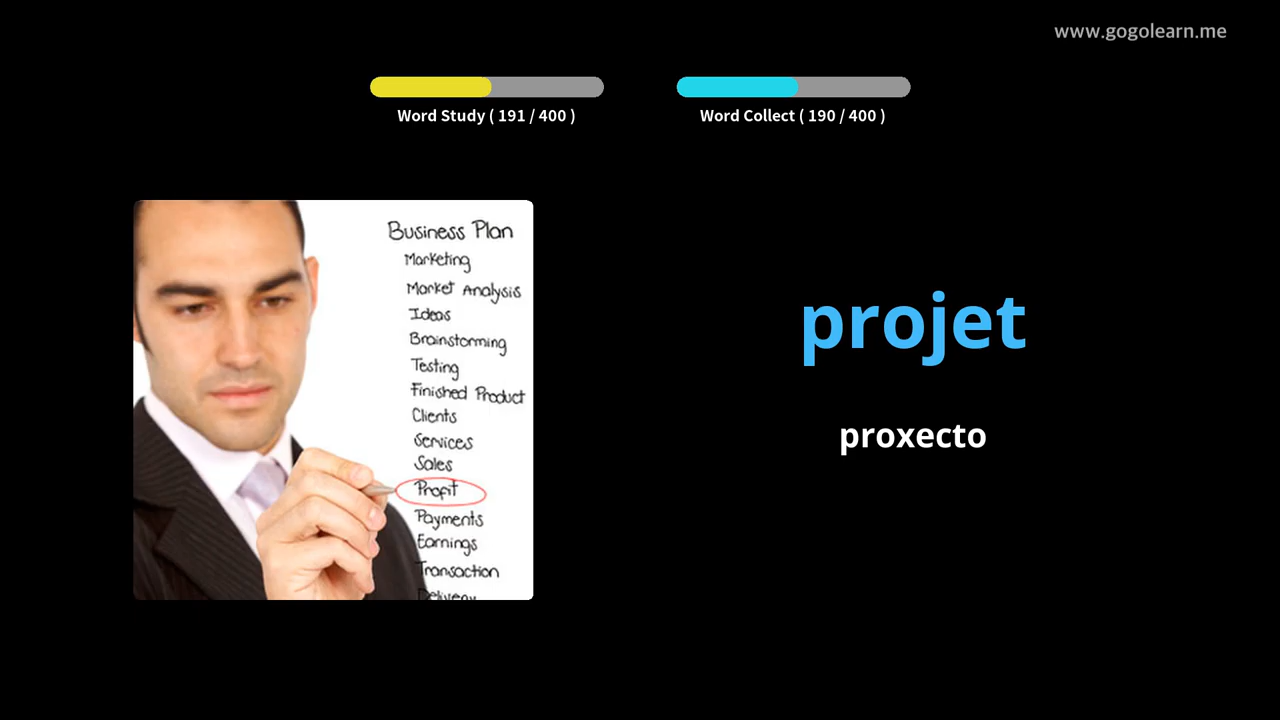 www.gogolearn.me
Word Study ( 191 / 400 )
Word Collect ( 190 / 400 )
Business Plan
Marketing
Market Analysis
Ideas
Brainstorming
Testing
Finished Product
Clients
Services
Sales
Profit
Payments
Earnings
Transaction
Delivery
projet
proxecto